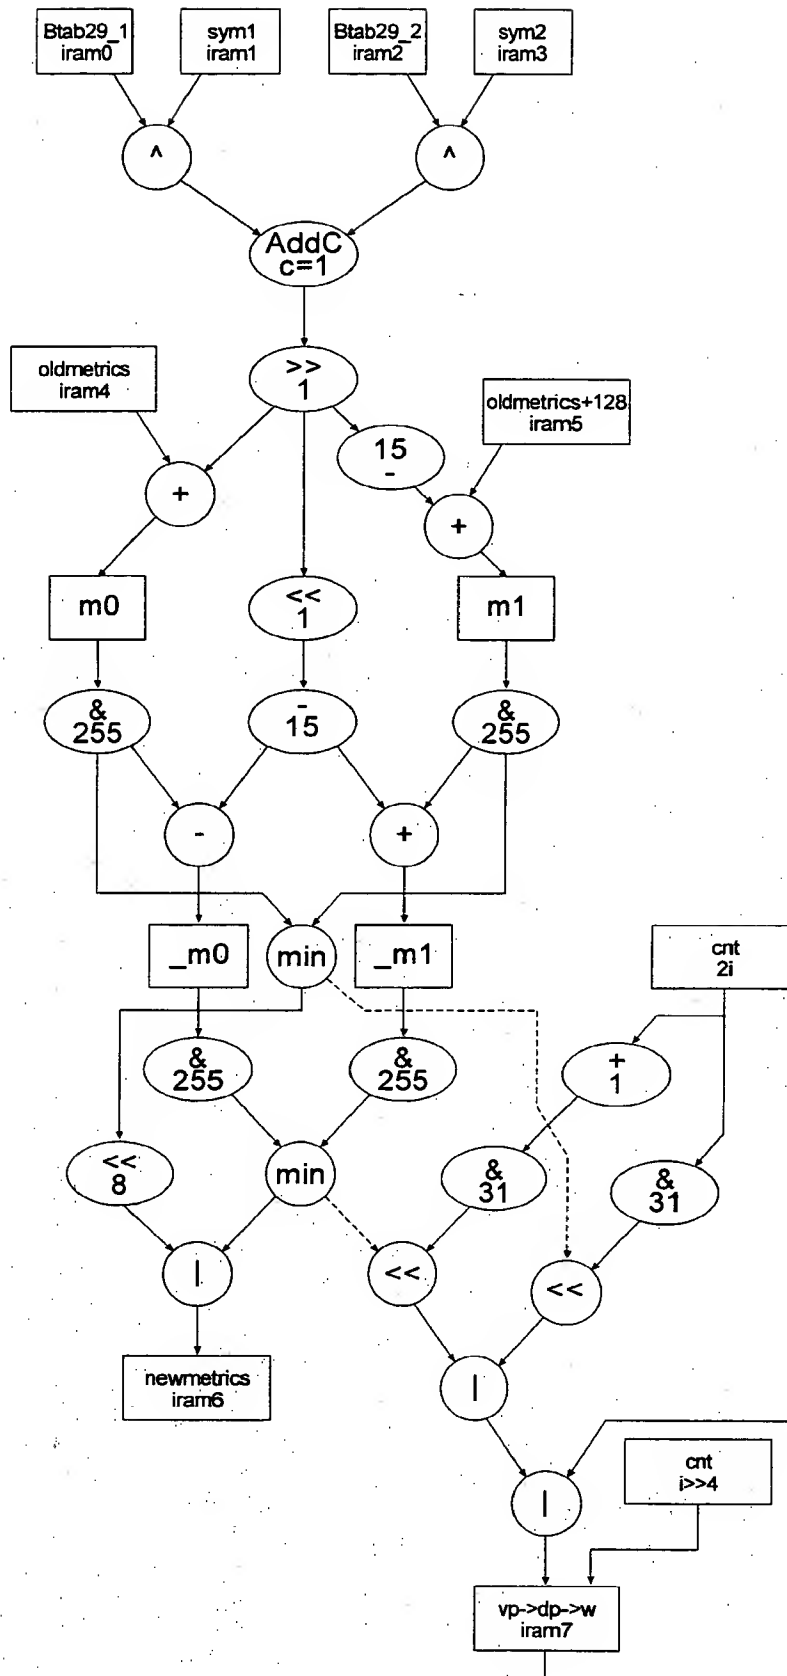 Btab29_1
iram0
sym1
iram1
Btab29_2
iram2
sym2
iram3
^
^
AddC
c=1
>>
1
oldmetrics
iram4
oldmetrics+128
iram5
15
-
+
+
m0
<<
1
m1
&
255
-
15
&
255
-
+
_m0
min
_m1
cnt
2i
&
255
&
255
+
1
<<
8
min
&
31
&
31
|
<<
<<
newmetrics
iram6
|
cnt
i>>4
|
vp->dp->w
iram7